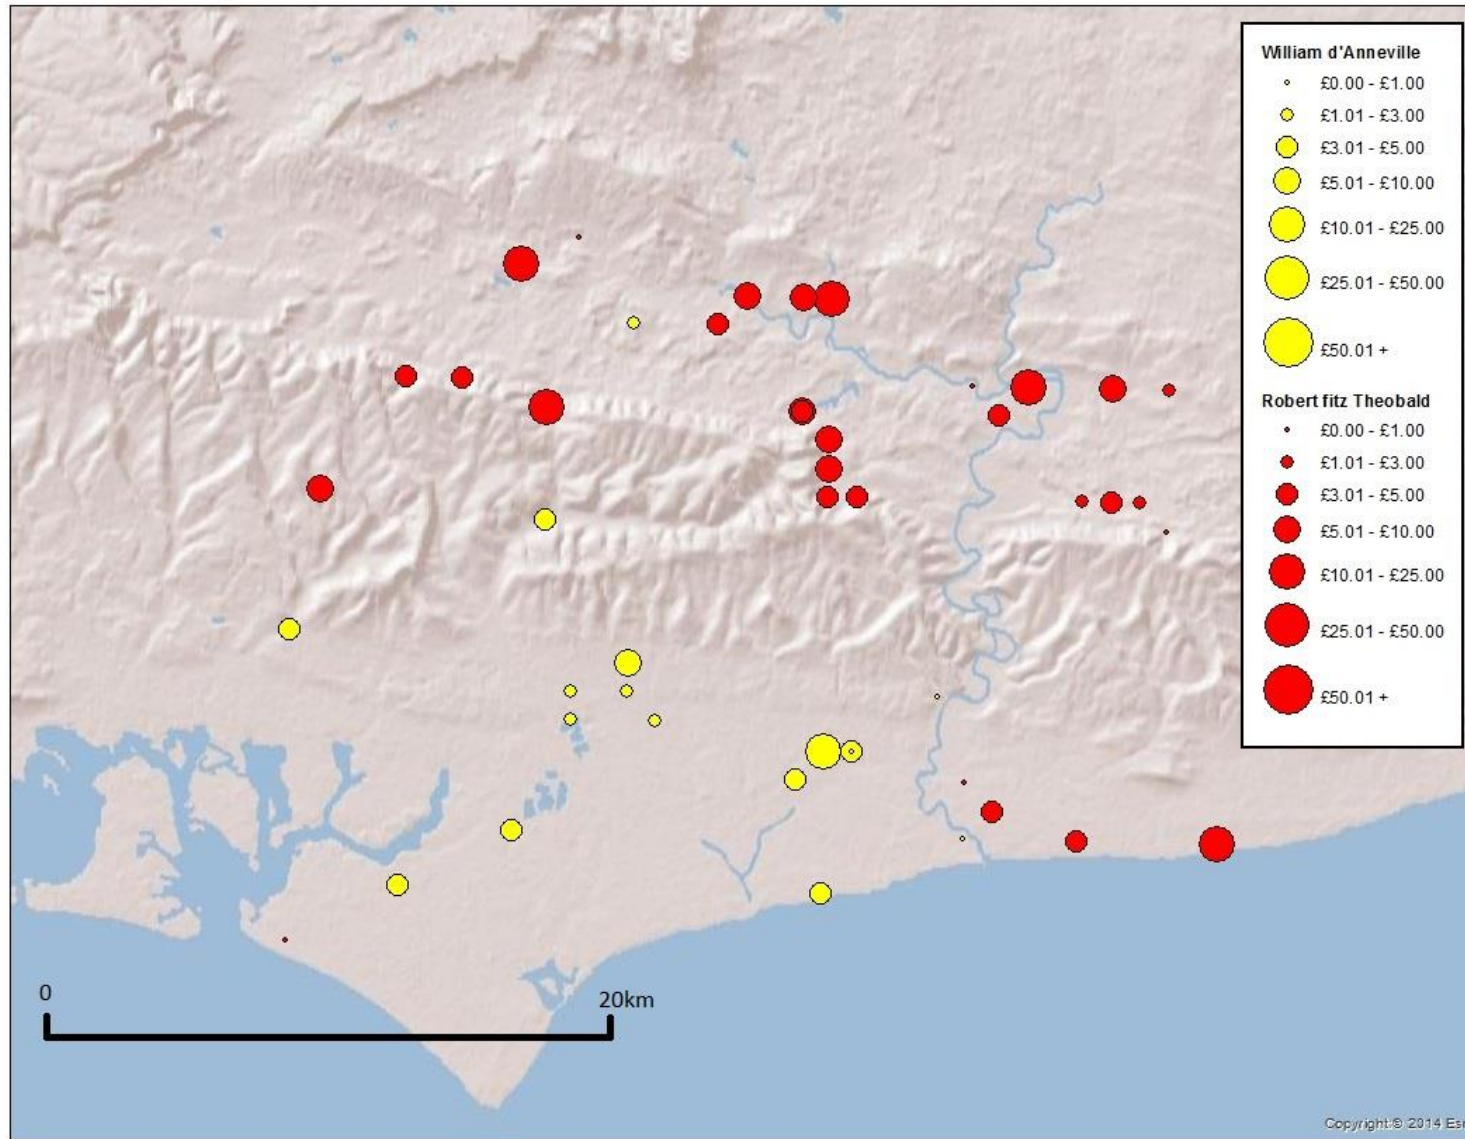 William d'Anneville
£0.00 - £1.00
£1.01 - £3.00
£3.01 - £5.00
£5.01 - £10.00
£10.01 - £25.00
£25.01 - £50.00
£50.01 +
Robert fitz Theobald
£0.00 - £1.00
£1.01 - £3.00
£3.01 - £5.00
£5.01 - £10.00
£10.01 - £25.00
£25.01 - £50.00
£50.01 +
0 20km
Copyright:© 2014 Es